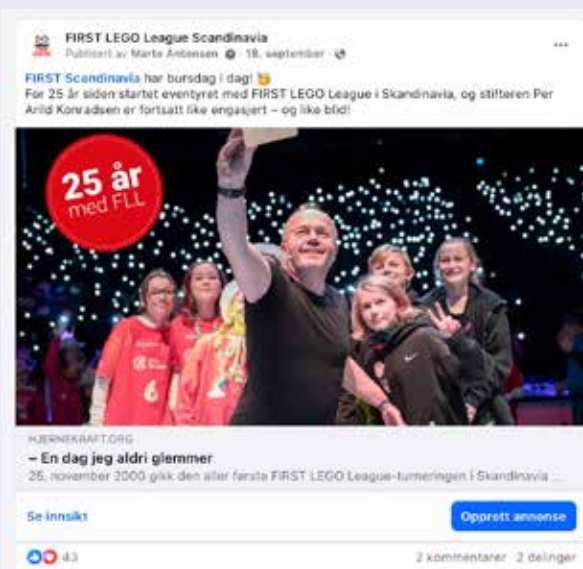 FIRST LEGO League Scandinavia
Publisert av Marte Antonsen · 18. september ·
FIRST Scandinavia har bursdag i dag! 🥳
For 25 år siden startet eventyret med FIRST LEGO League i Skandinavia, og stifteren Per
Arild Konradsen er fortsatt like engasjert – og like blid!
25 år
med FLL
6
HJERNEKRAFT.ORG
– En dag jeg aldri glemmer
25. november 2000 gikk den aller første FIRST LEGO League-turneringen i Skandinavia ...
Se innsikt
Opprett annonse
43
2 kommentarer 2 delinger